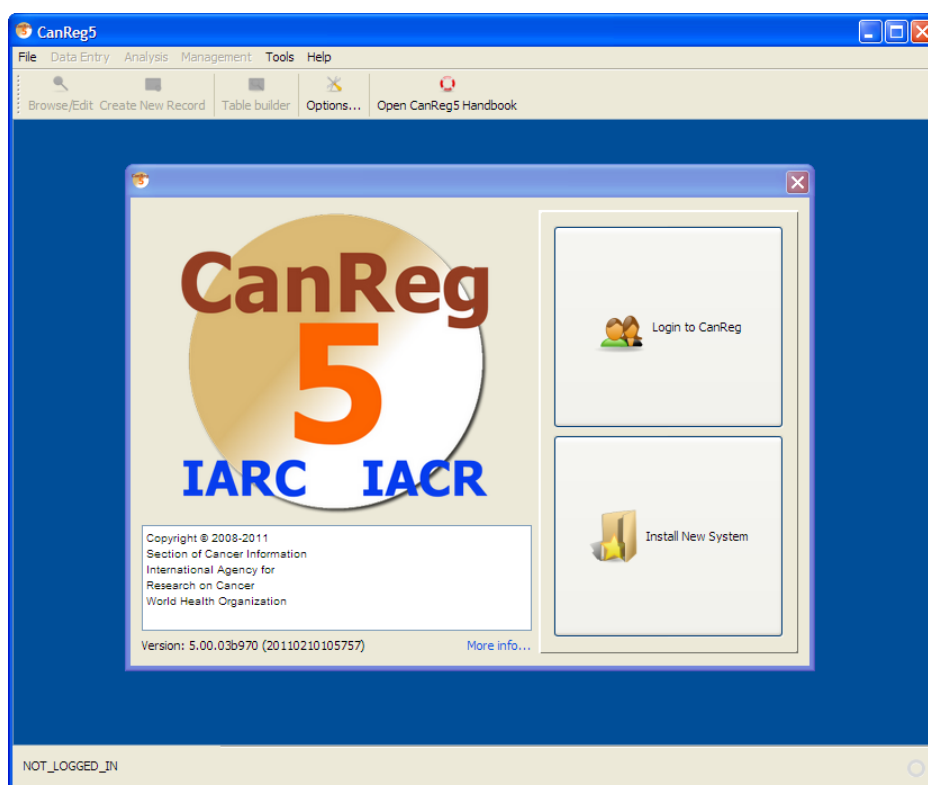 CanReg5
File Data Entry Analysis Management Tools Help
Browse/Edit Create New Record Table builder Options... Open CanReg5 Handbook
CanReg
5
IARC IACR
Login to CanReg
Install New System
Copyright © 2008-2011
Section of Cancer Information
International Agency for
Research on Cancer
World Health Organization
Version: 5.00.03b970 (20110210105757) More info...
NOT_LOGGED_IN